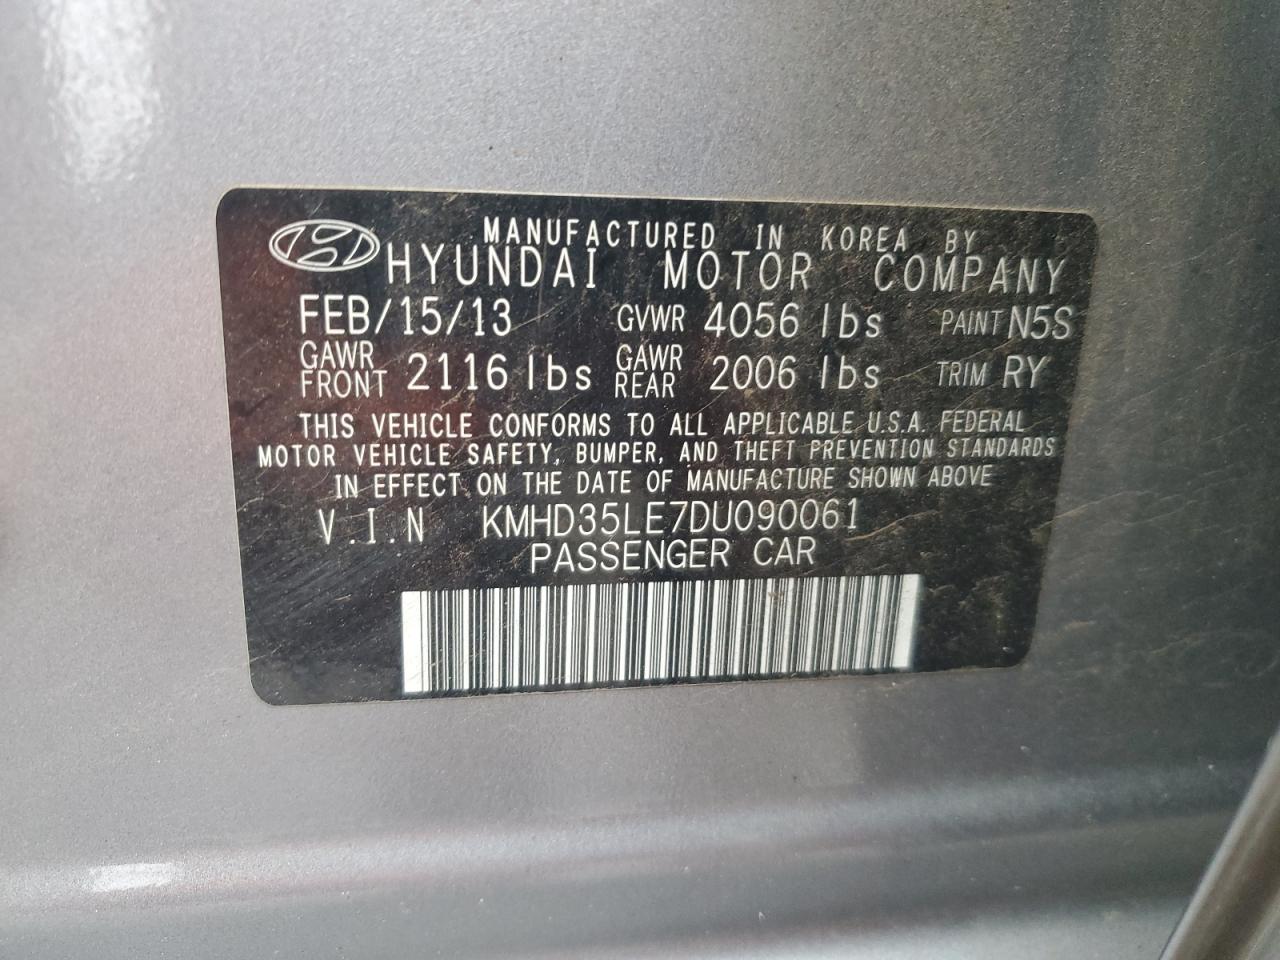 MANUFACTURED IN KOREA BY
HYUNDAI MOTOR COMPANY
FEB/15/13 GVWR 4056 lbs PAINT N5S
GAWR FRONT 2116 lbs GAWR REAR 2006 lbs TRIM RY
THIS VEHICLE CONFORMS TO ALL APPLICABLE U.S.A. FEDERAL
MOTOR VEHICLE SAFETY, BUMPER, AND THEFT PREVENTION STANDARDS
IN EFFECT ON THE DATE OF MANUFACTURE SHOWN ABOVE
V.I.N KMHD35LE7DU090061
PASSENGER CAR